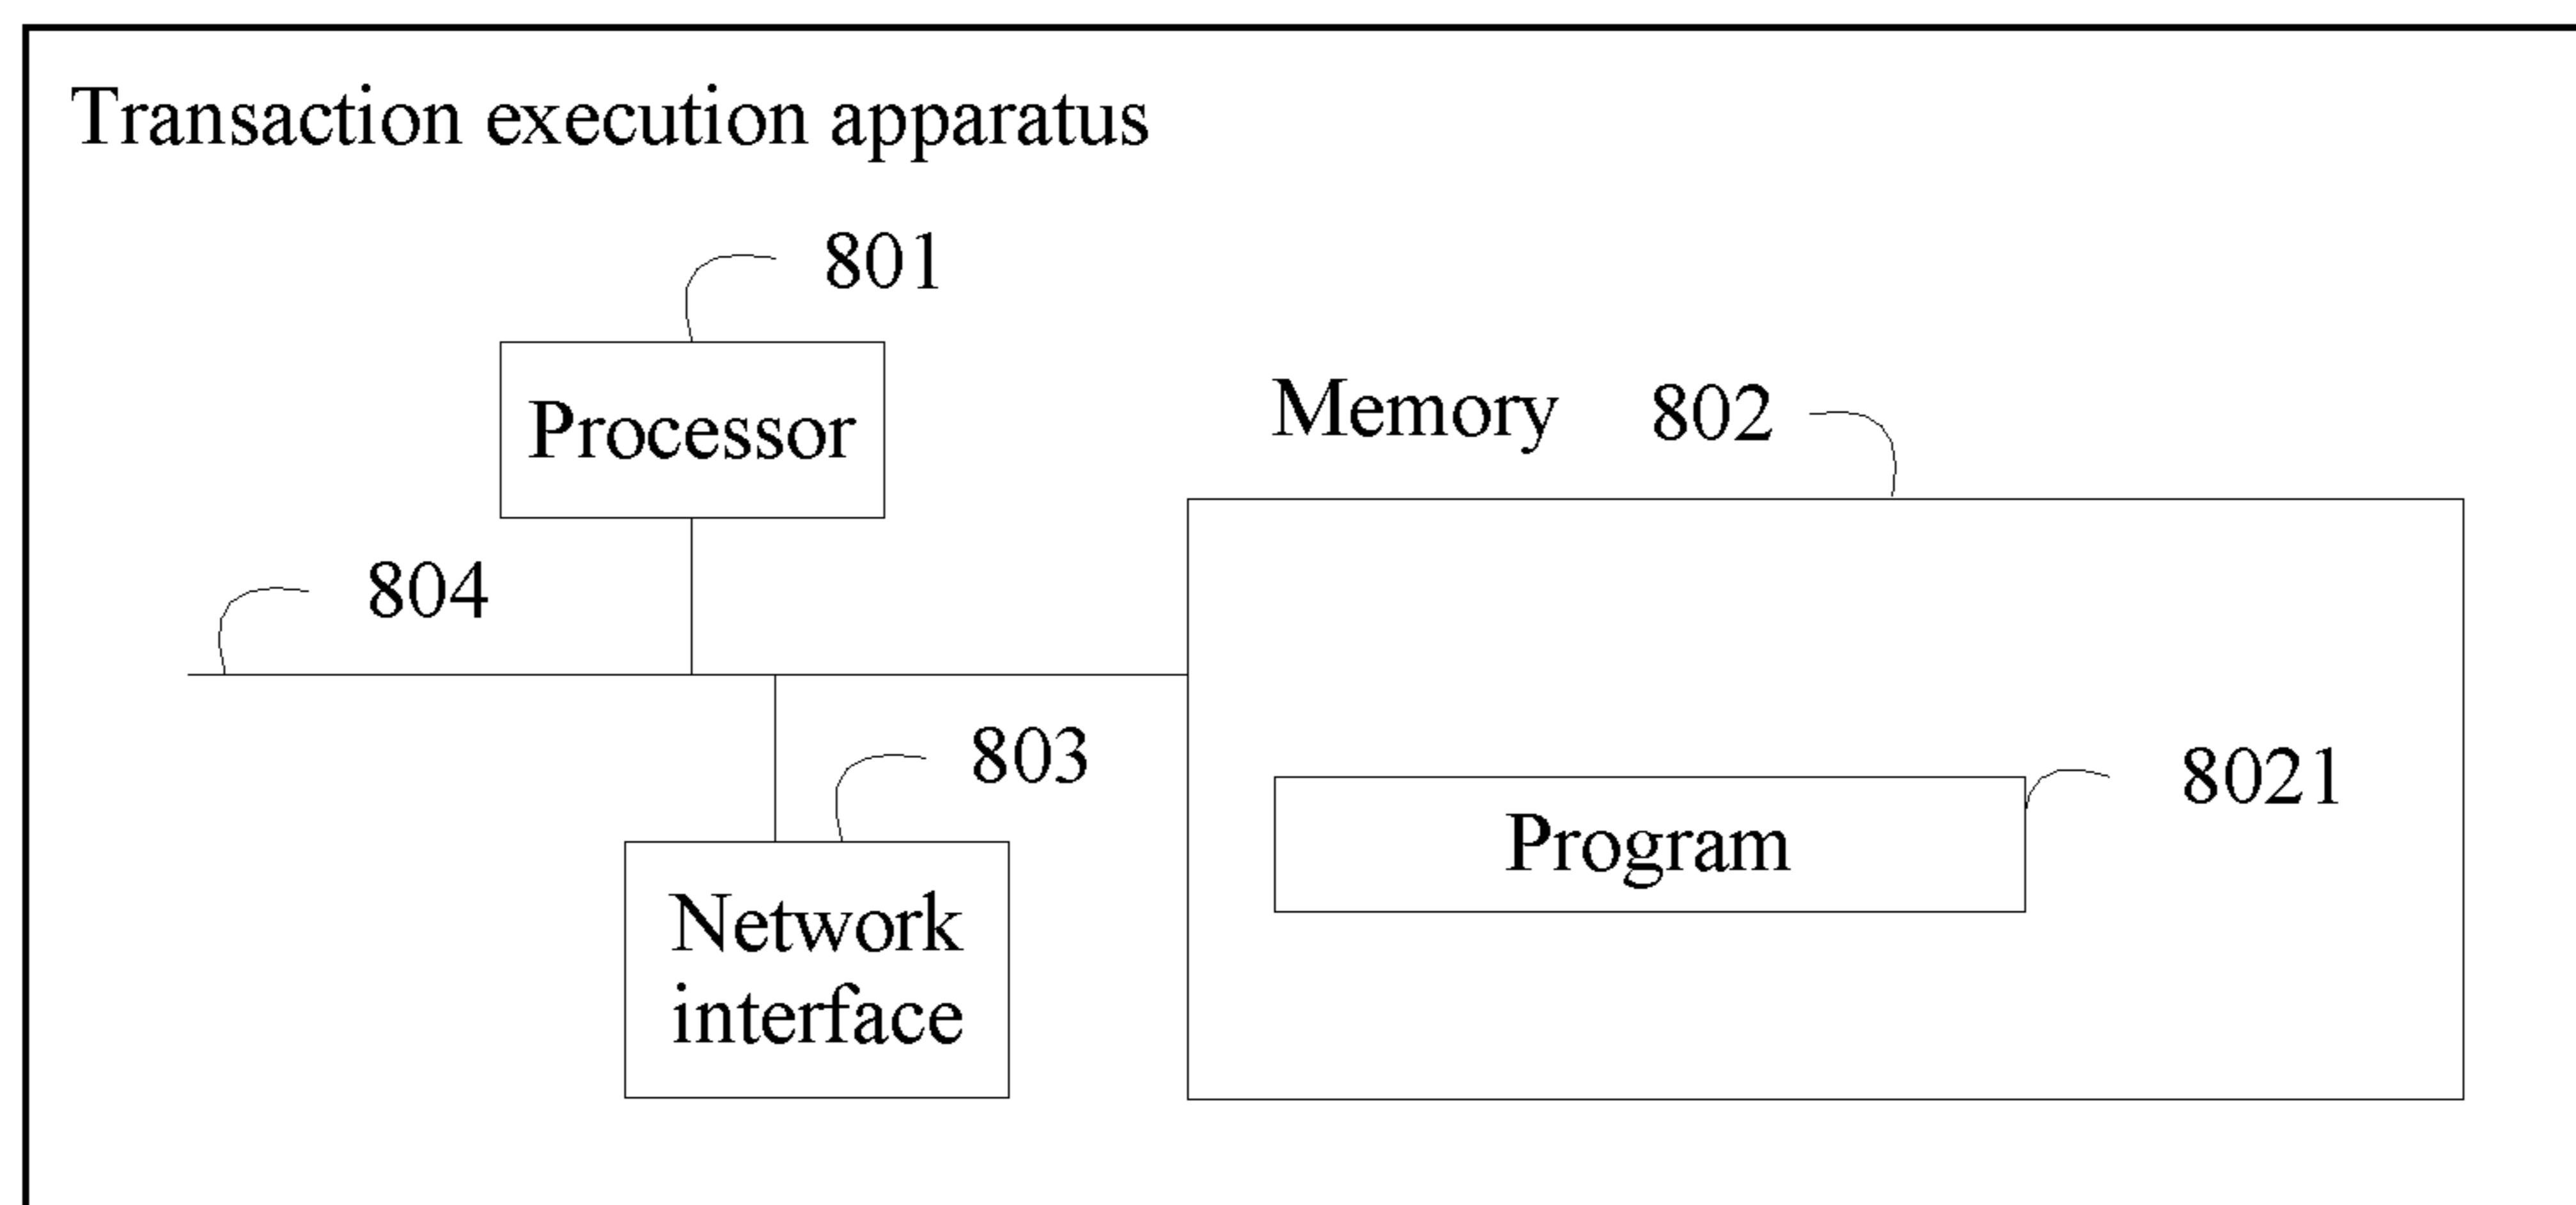 Transaction execution apparatus
801
Processor
Memory 802
804
803
8021
Program
Network
interface